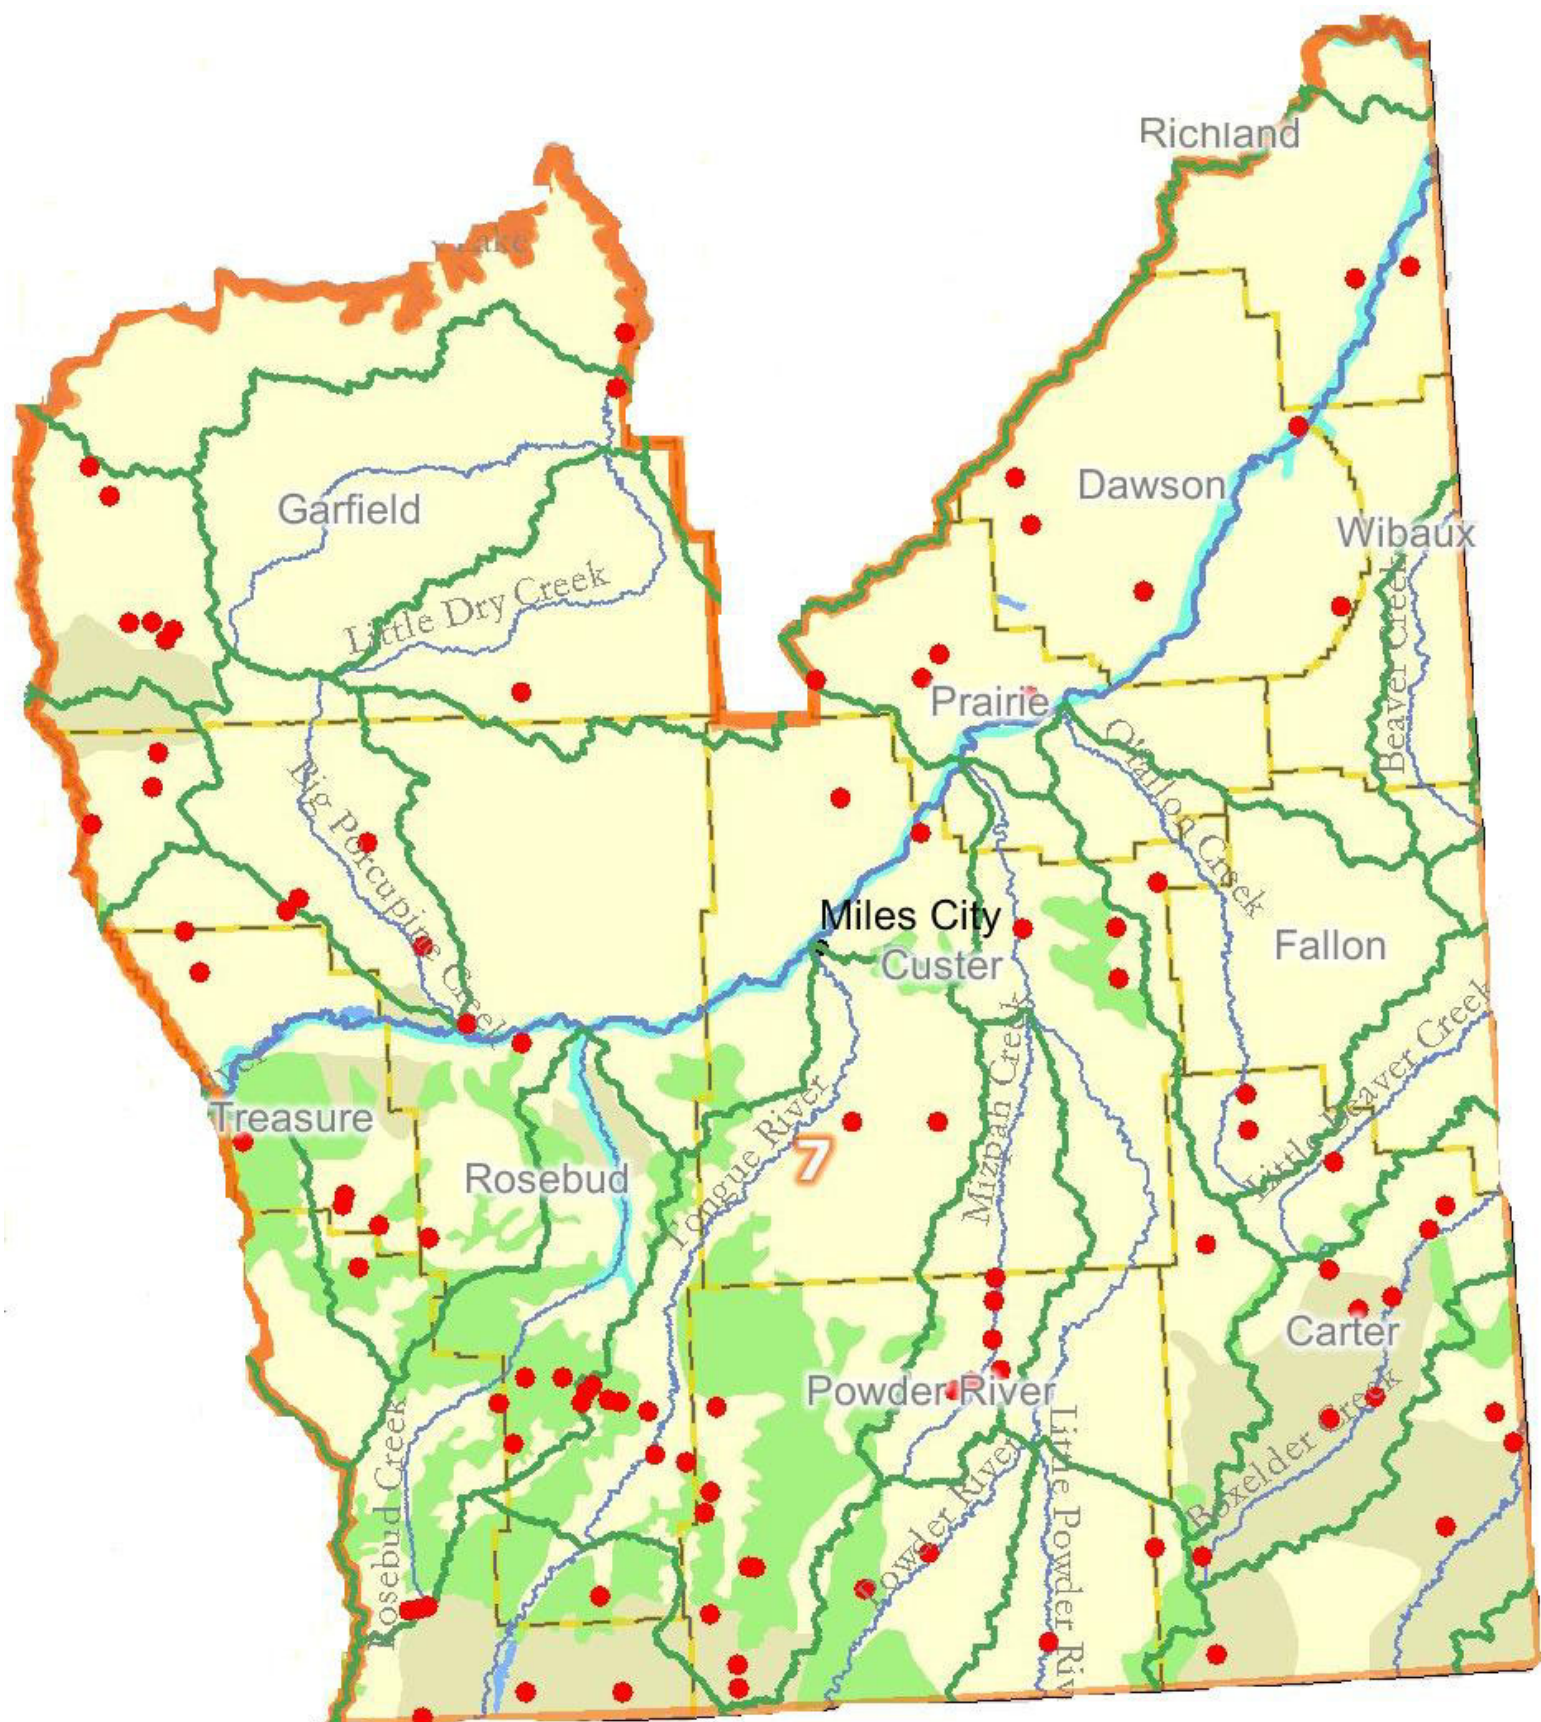 Richland
Lake
Garfield
Dawson
Wibaux
Little Dry Creek
Beaver Creek
Prairie
O'Fallon Creek
Big Porcupine Creek
Miles City
Custer
Fallon
Mizpah Creek
Little Beaver Creek
River
Treasure
Rosebud
Tongue River
7
Carter
Powder River
Rosebud Creek
Powder River
Little Powder Riv
Boxelder Creek